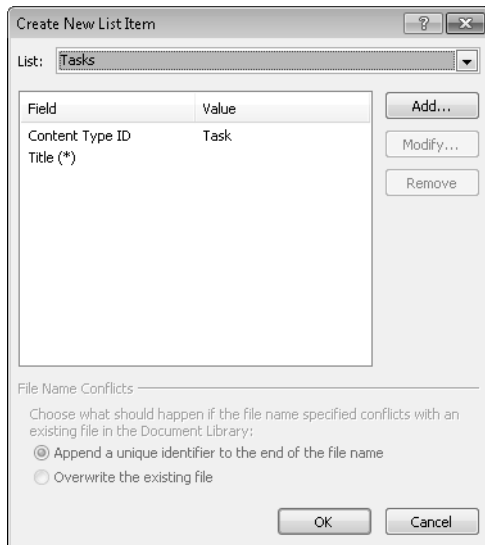 Create New List Item
List: Tasks
Field Value
Add...
Content Type ID Task
Modify...
Title (*)
Remove
File Name Conflicts
Choose what should happen if the file name specified conflicts with an
existing file in the Document Library:
Append a unique identifier to the end of the file name
Overwrite the existing file
OK Cancel